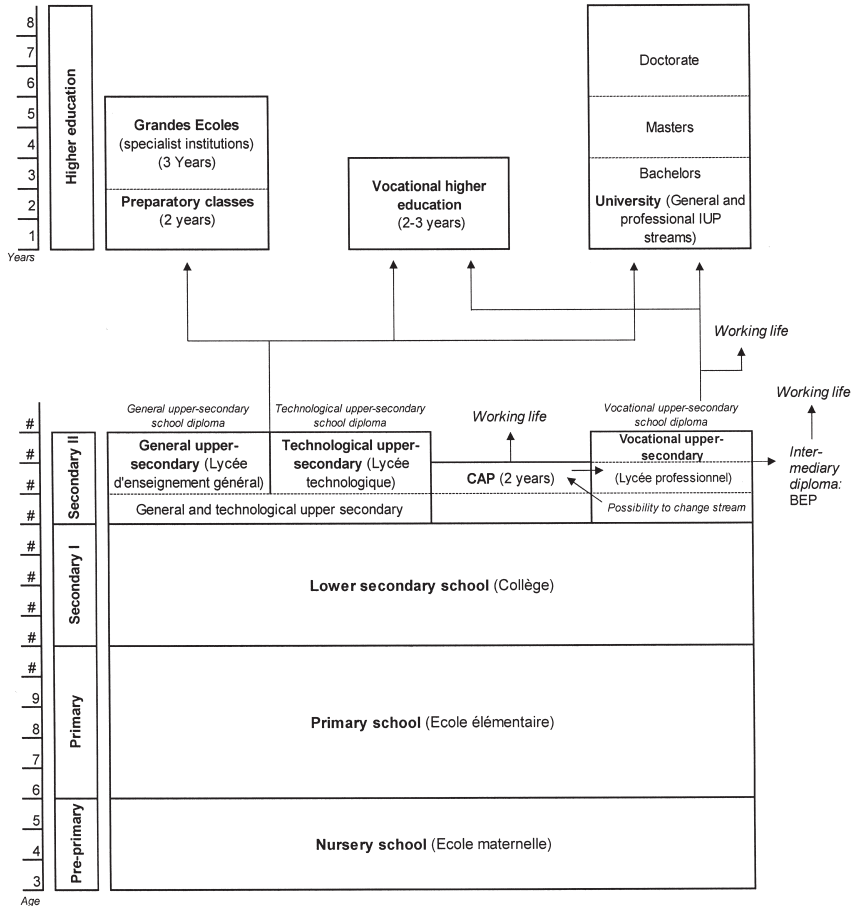 8
7
6
5
4
3
2
1
Years
Higher education
Grandes Ecoles
(specialist institutions)
(3 Years)
Preparatory classes
(2 years)
Vocational higher
education
(2-3 years)
Doctorate
Masters
Bachelors
University (General and
professional IUP
streams)
Working life
Working life
General upper-secondary
school diploma
Technological upper-secondary
school diploma
Working life
Vocational upper-secondary
school diploma
#
#
#
#
#
#
#
#
#
9
8
7
6
5
4
3
Age
Secondary II
Secondary I
Primary
Pre-primary
General upper-
secondary (Lycée
d'enseignement général)
Technological upper-
secondary (Lycée
technologique)
General and technological upper secondary
CAP (2 years)
Vocational upper-
secondary
(Lycée professionnel)
Possibility to change stream
Inter-
mediary
diploma:
BEP
Lower secondary school (Collège)
Primary school (Ecole élémentaire)
Nursery school (Ecole maternelle)